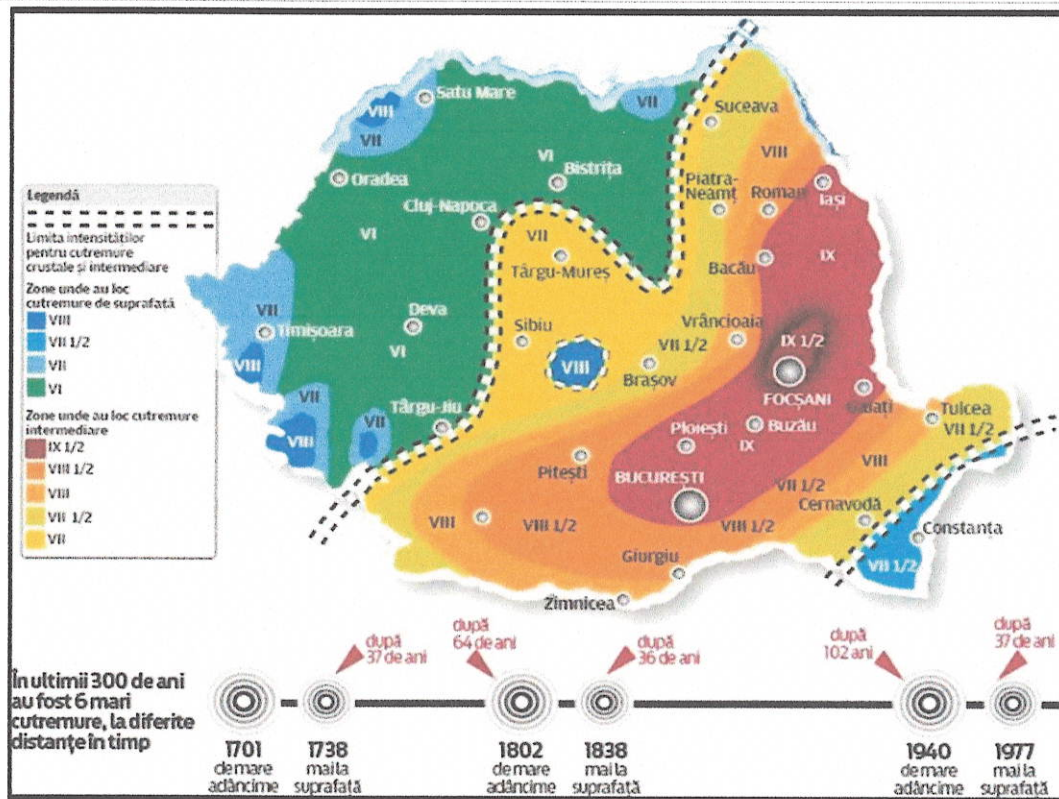 Satu Mare
VIII
VII
VII
Suceava
Oradea
VI
Bistrița
Piatra-
Neamț
VIII
Roman
Iași
Cluj-Napoca
VI
VII
Târgu-Mureș
Bacău
IX
VII
Timișoara
Deva
VI
Sibiu
VIII
Brașov
VII 1/2
Vrâncioaia
IX 1/2
FOCȘANI
Galați
VIII
VII
VIII
VII
Târgu-Jiu
Ploiești
Buzău
IX
Tulcea
VII 1/2
Pitești
BUCUREȘTI
VIII
VII 1/2
Cernavodă
VIII
VIII 1/2
VIII 1/2
Constanța
VII 1/2
Giurgiu
Zimnicea
Legendă
Limita intensităților
pentru cutremure
crustale și intermediare
Zone unde au loc
cutremure de suprafață
VIII
VII 1/2
VII
VI
Zone unde au loc cutremure
intermediare
IX 1/2
VIII 1/2
VIII
VII 1/2
VII
În ultimii 300 de ani
au fost 6 mari
cutremure, la diferite
distanțe în timp
după
37 de ani
după
64 de ani
după
36 de ani
după
102 ani
după
37 de ani
1701
de mare
adâncime
1738
mai la
suprafață
1802
de mare
adâncime
1838
mai la
suprafață
1940
de mare
adâncime
1977
mai la
suprafață